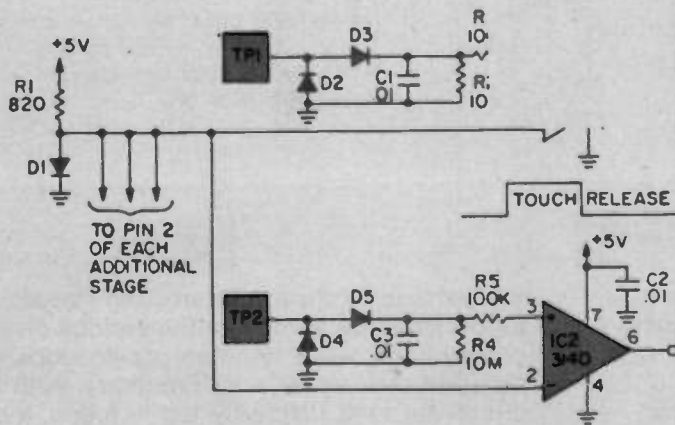 +5V
R1
820
D1
TP1
D3
D2
C1
.01
TO PIN 2
OF EACH
ADDITIONAL
STAGE
TOUCH RELEASE
+5V
C2
.01
TP2
D5
D4
C3
.01
R5
100K
R4
10M
3
+
2
-
7
IC2
3140
6
4